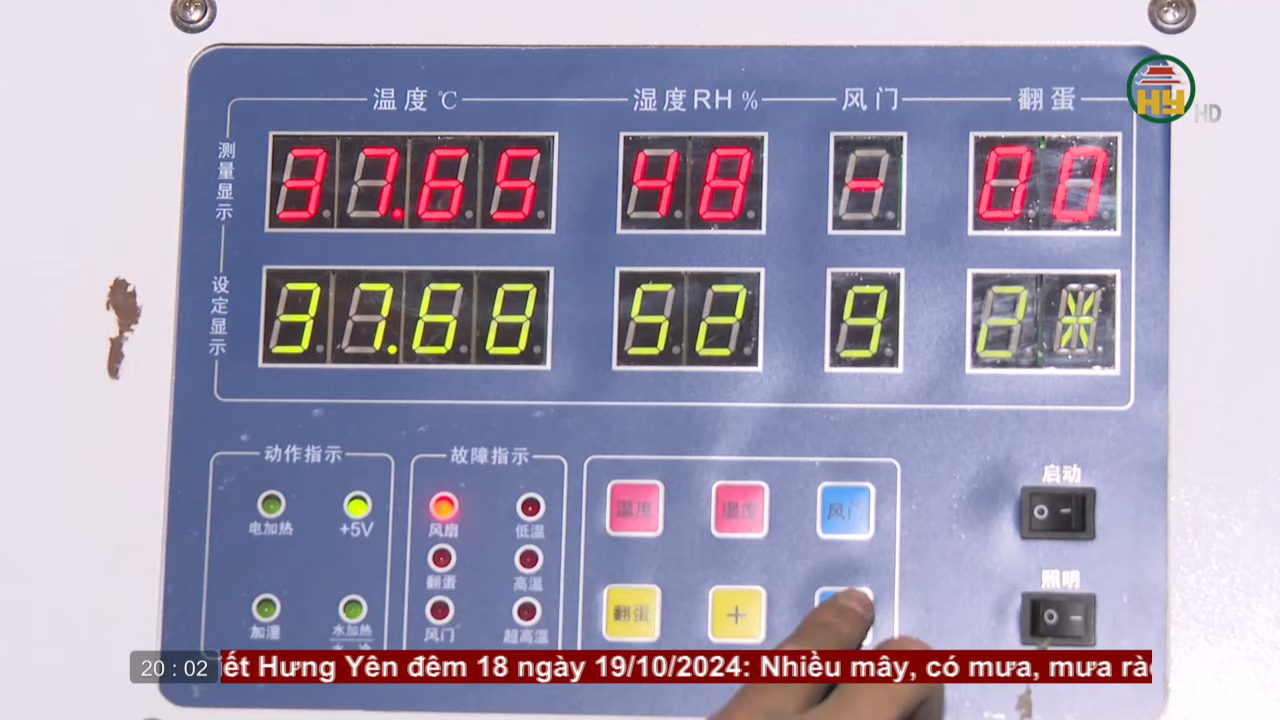 温度 ℃ 湿度RH % 风门 翻蛋
HY HD
测量显示 37.65 48 - 00
设定显示 37.68 52 9 2*
动作指示 故障指示 启动
温度 湿度 风门
电加热 +5V 风扇 低温
翻蛋 高温 照明
翻蛋 +
加湿 水加热 风门 超高温
20 : 02 iết Hưng Yên đêm 18 ngày 19/10/2024: Nhiều mây, có mưa, mưa rào